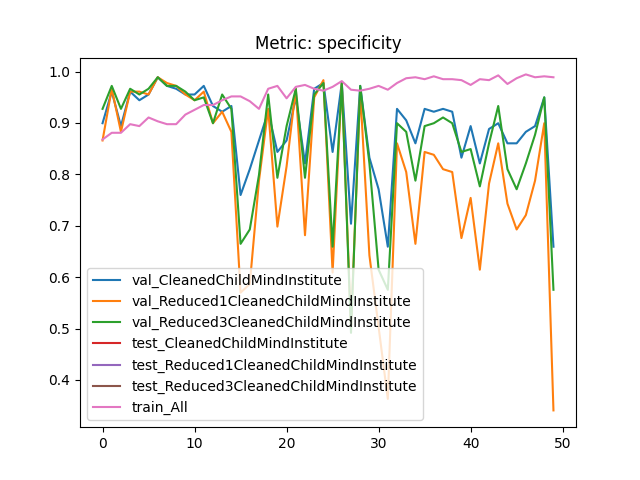 Metric: specificity
1.0
0.9
0.8
0.7
0.6
0.5
0.4
val_CleanedChildMindInstitute
val_Reduced1CleanedChildMindInstitute
val_Reduced3CleanedChildMindInstitute
test_CleanedChildMindInstitute
test_Reduced1CleanedChildMindInstitute
test_Reduced3CleanedChildMindInstitute
train_All
0 10 20 30 40 50